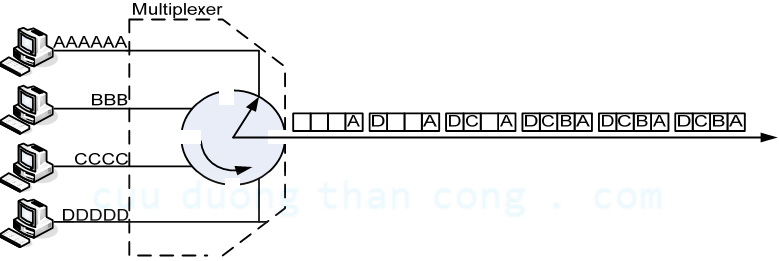 Multiplexer
AAAAAA
BBB
CCCC
DDDDD
A D A DC A DCBA DCBA DCBA
cuu duong than cong . com